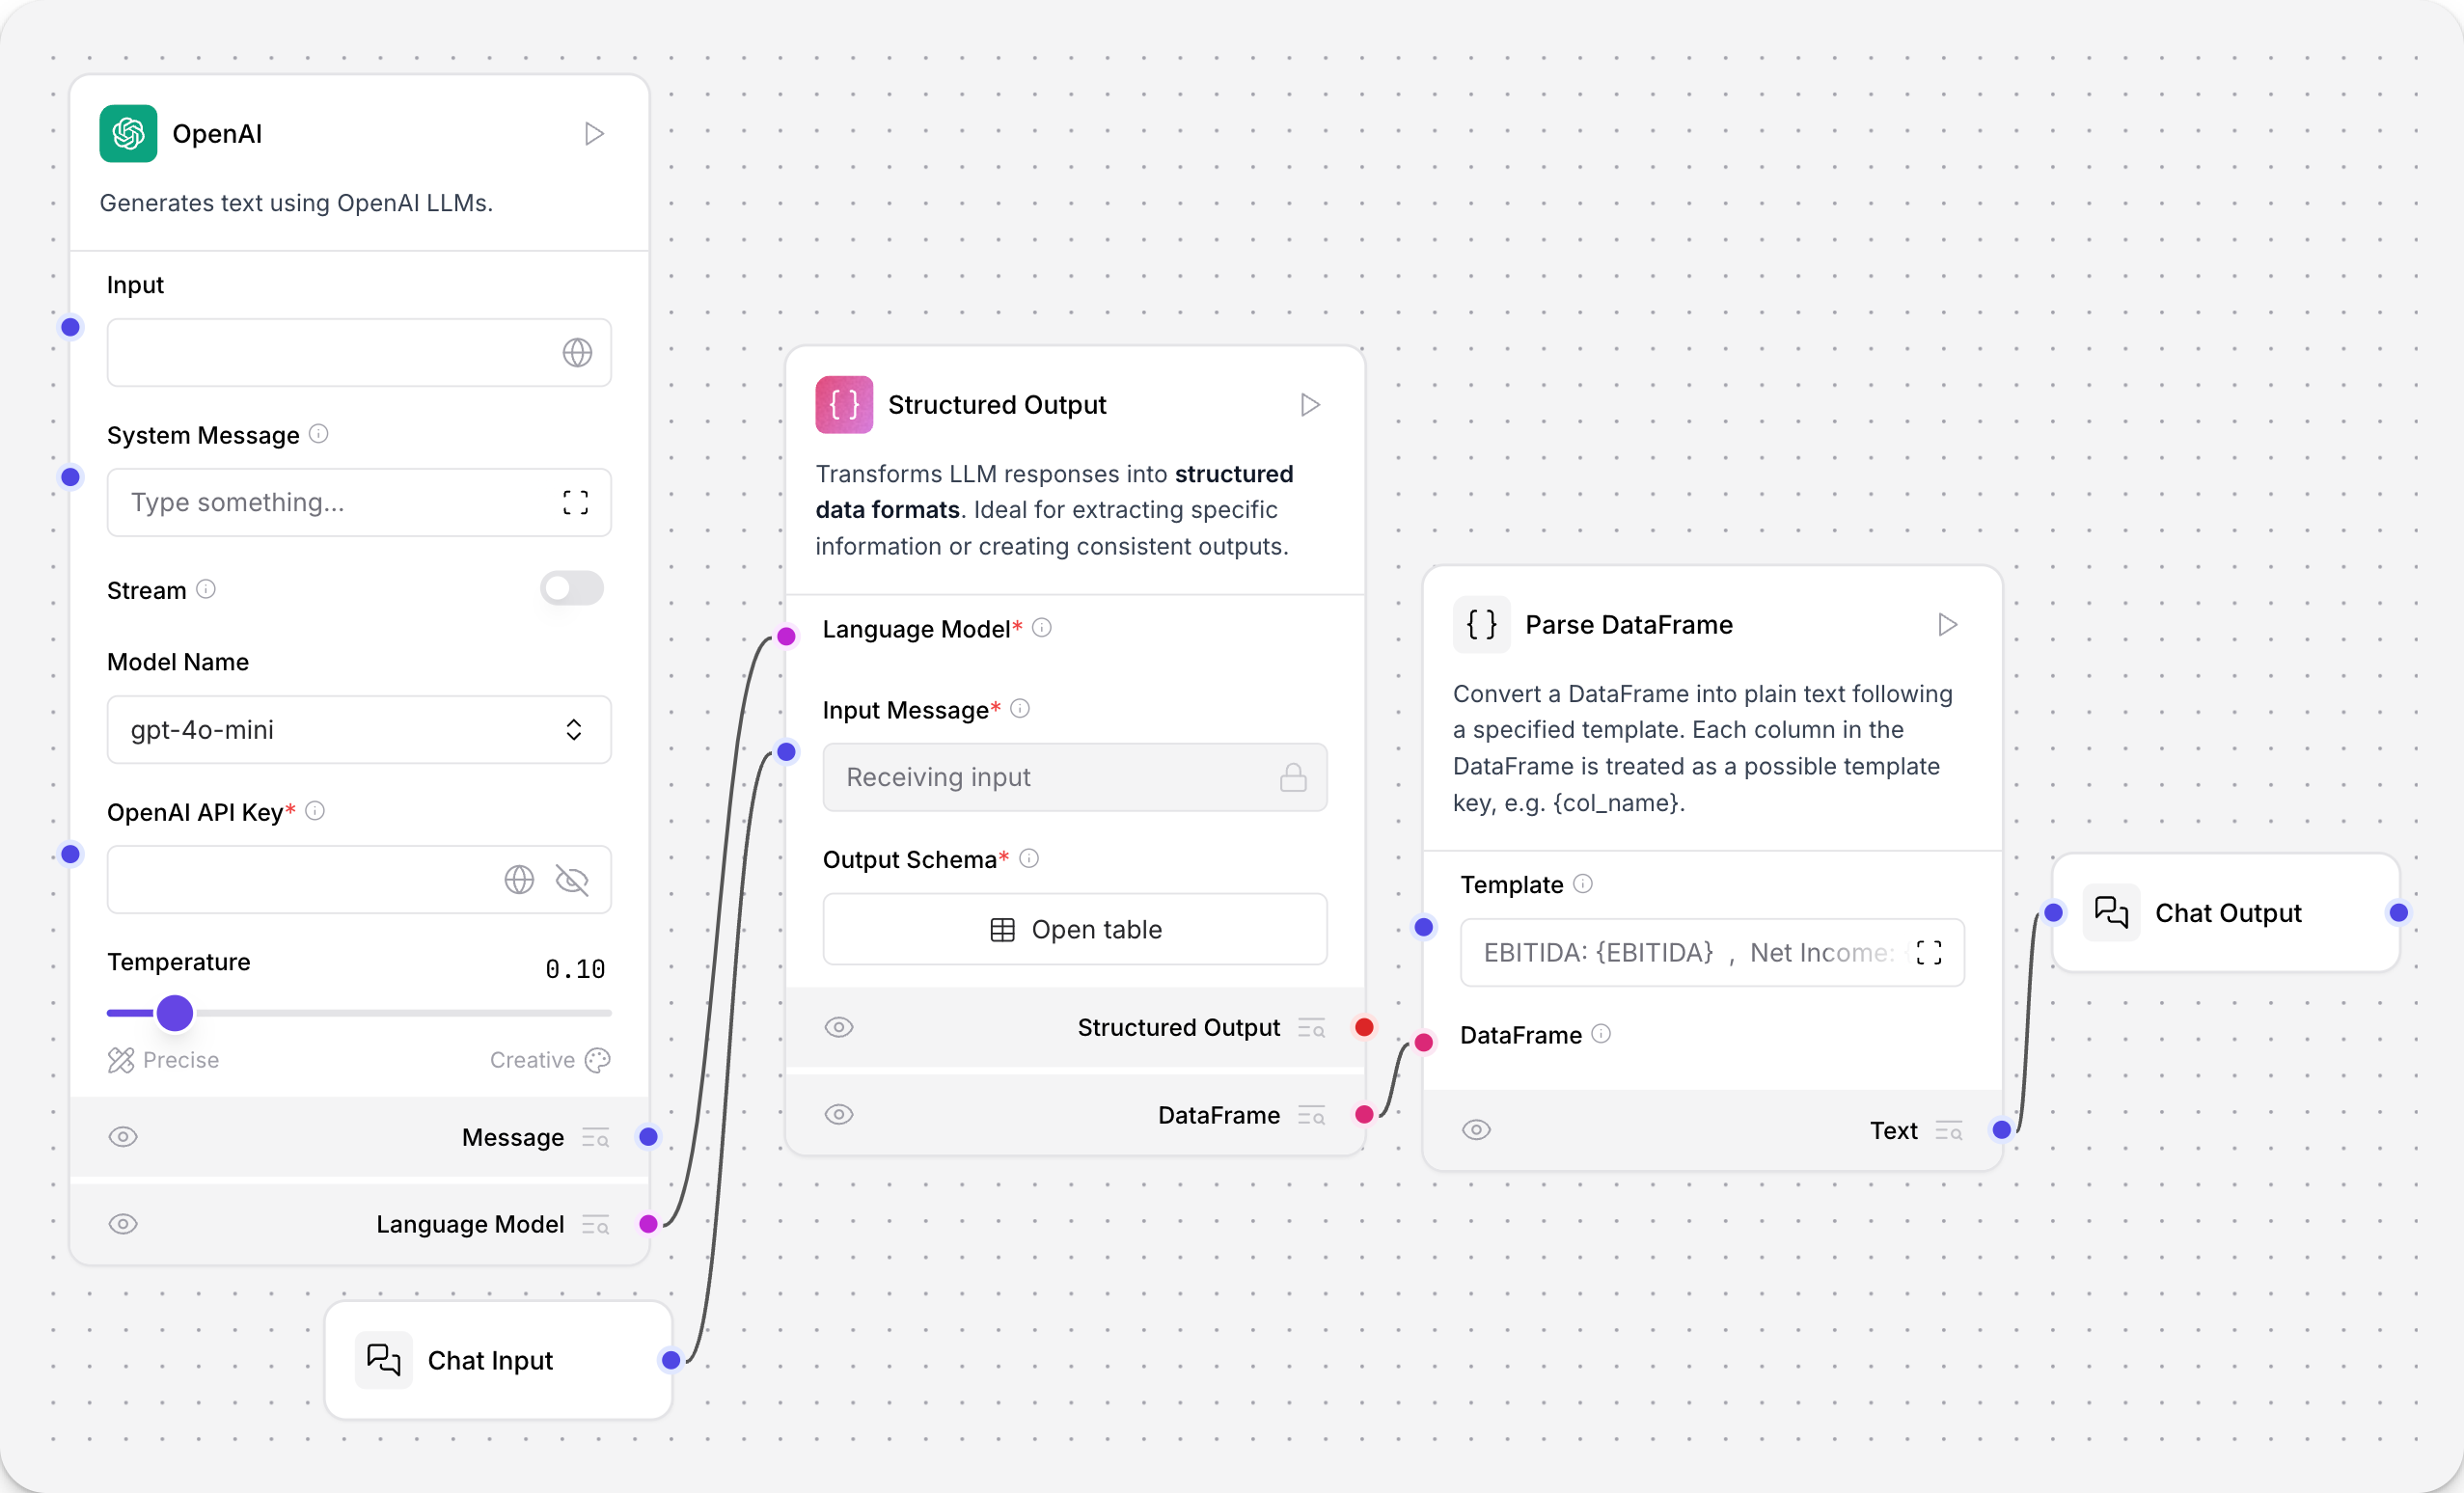 OpenAI
Generates text using OpenAI LLMs.
Input
System Message
Type something...
Stream
Model Name
gpt-4o-mini
OpenAI API Key*
Temperature
0.10
Precise
Creative
Message
Language Model
Chat Input
Structured Output
Transforms LLM responses into structured
data formats. Ideal for extracting specific
information or creating consistent outputs.
Language Model*
Input Message*
Receiving input
Output Schema*
Open table
Structured Output
DataFrame
Parse DataFrame
Convert a DataFrame into plain text following
a specified template. Each column in the
DataFrame is treated as a possible template
key, e.g. {col_name}.
Template
EBITIDA: {EBITIDA} , Net Income:
DataFrame
Text
Chat Output